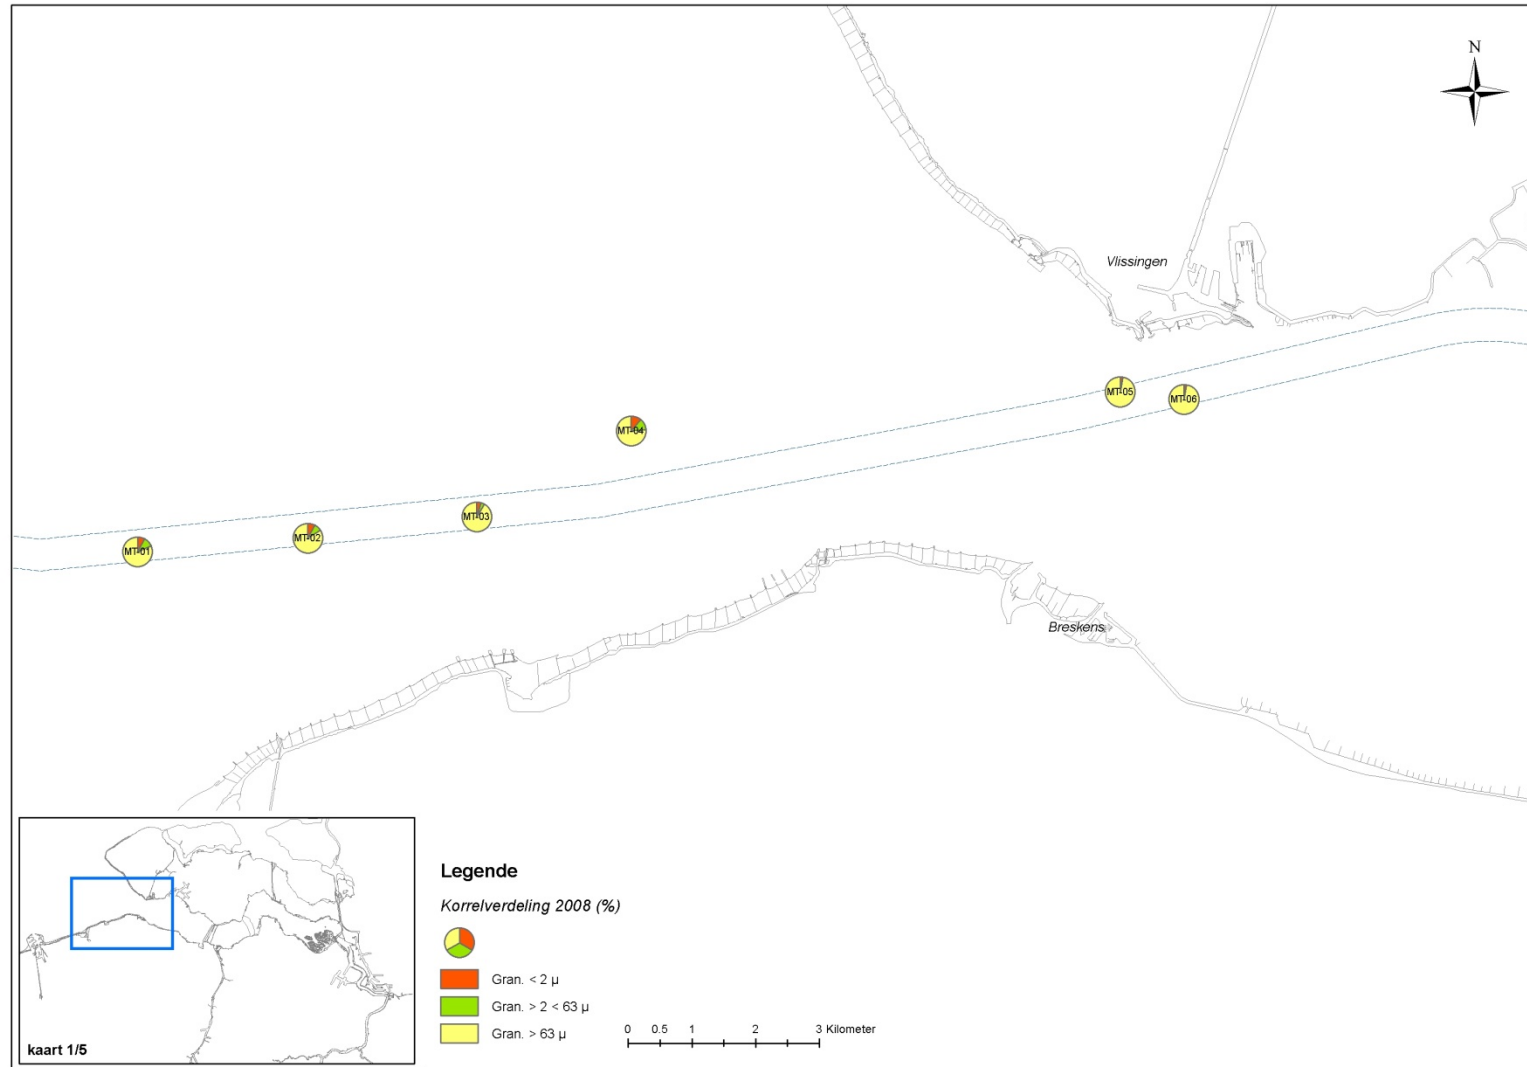 N
Vlissingen
MT-05
MT-06
MT-04
MT-03
MT-02
MT-01
Breskens
Legende
Korrelverdeling 2008 (%)
Gran. < 2 µ
Gran. > 2 < 63 µ
Gran. > 63 µ
0 0.5 1 2 3 Kilometer
kaart 1/5